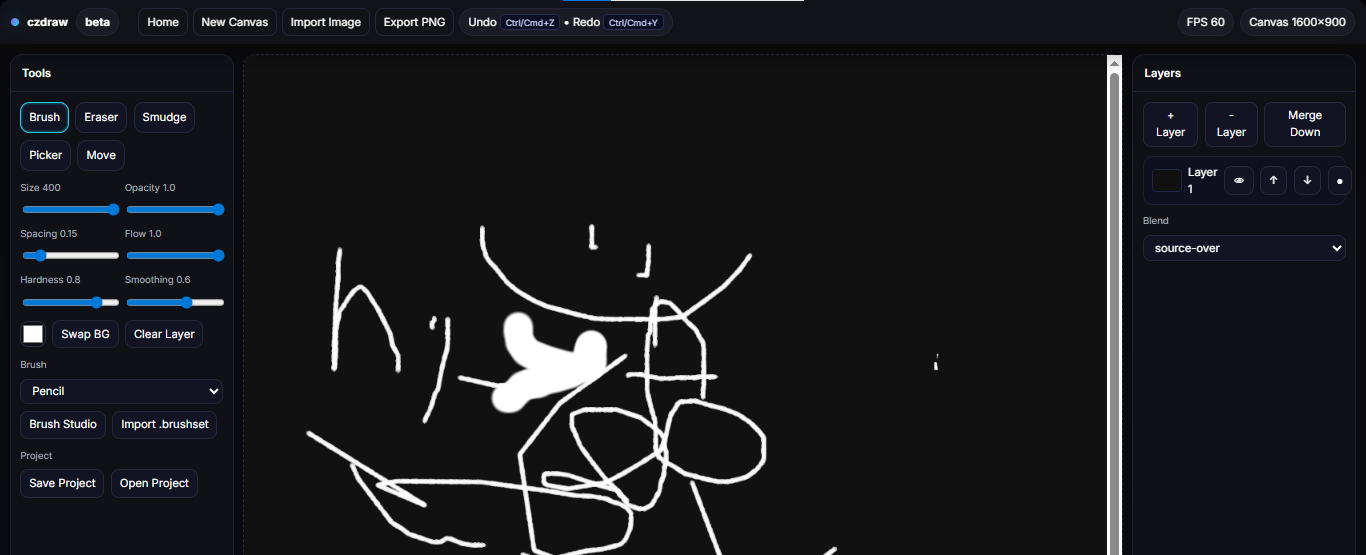 czdraw beta Home New Canvas Import Image Export PNG Undo Ctrl/Cmd+Z • Redo Ctrl/Cmd+Y FPS 60 Canvas 1600×900
Tools
Brush Eraser Smudge
Picker Move
Size 400 Opacity 1.0
Spacing 0.15 Flow 1.0
Hardness 0.8 Smoothing 0.6
Swap BG Clear Layer
Brush
Pencil
Brush Studio Import .brushset
Project
Save Project Open Project
hi
Layers
+ Layer - Layer Merge Down
Layer 1
Blend
source-over